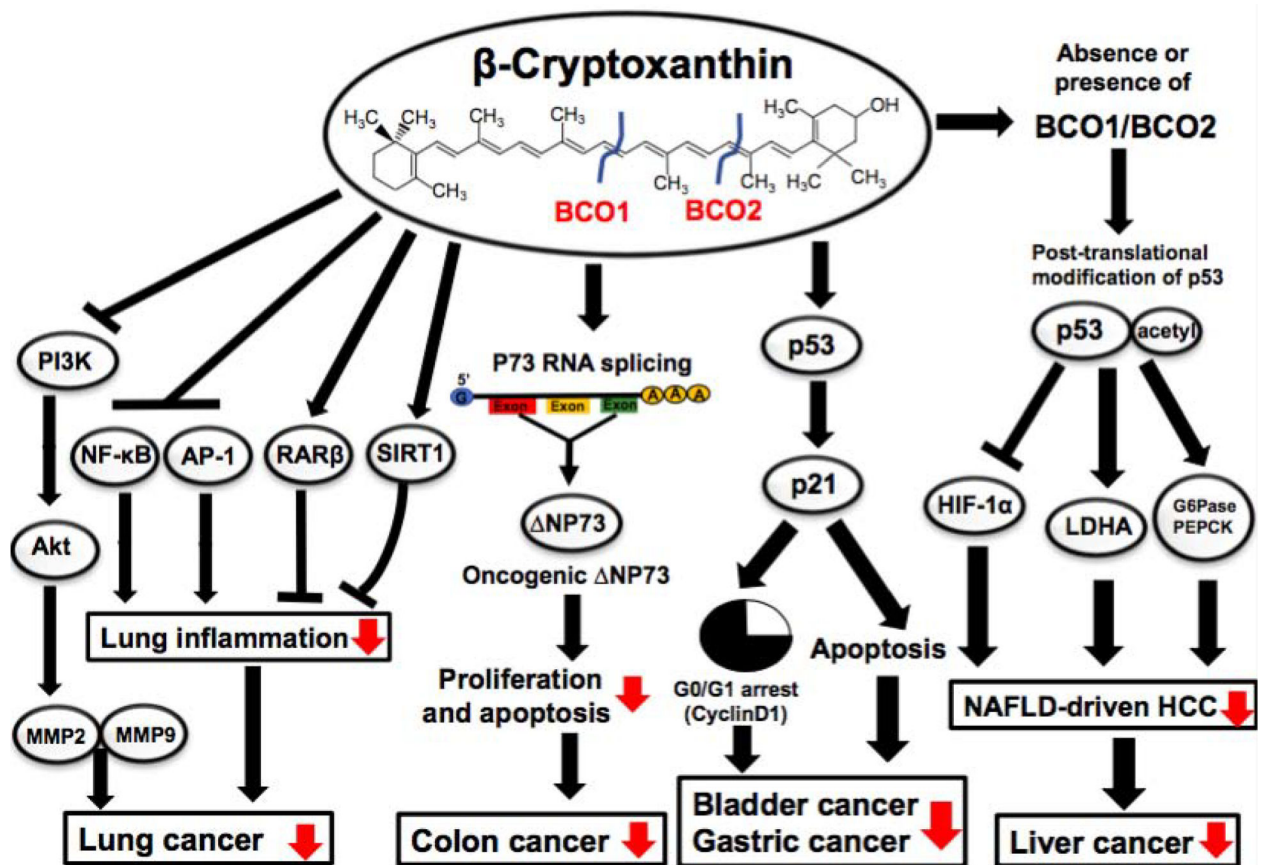 β-Cryptoxanthin
H₃C
CH₃
CH₃
CH₃
CH₃
CH₃
CH₃
H₃C
CH₃
H₃C
OH
BCO1
BCO2
Absence or
presence of
BCO1/BCO2
Post-translational
modification of p53
p53
acetyl
HIF-1α
LDHA
G6Pase
PEPCK
NAFLD-driven HCC
Liver cancer
PI3K
Akt
MMP2
MMP9
NF-κB
AP-1
RARβ
SIRT1
Lung inflammation
Lung cancer
P73 RNA splicing
5'
G
Exon
Exon
Exon
A
A
A
ΔNP73
Oncogenic ΔNP73
Proliferation
and apoptosis
Colon cancer
p53
p21
G0/G1 arrest
(CyclinD1)
Apoptosis
Bladder cancer
Gastric cancer